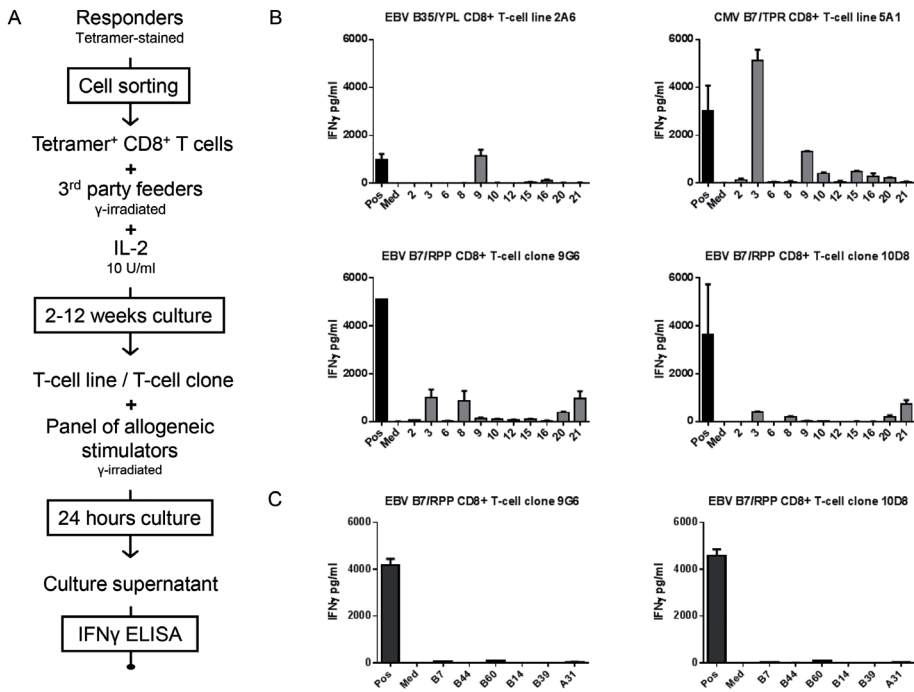 A
Responders
Tetramer-stained
Cell sorting
Tetramer⁺ CD8⁺ T cells
+
3rd party feeders
γ-irradiated
+
IL-2
10 U/ml
2-12 weeks culture
T-cell line / T-cell clone
+
Panel of allogeneic
stimulators
γ-irradiated
24 hours culture
Culture supernatant
IFNγ ELISA
B
EBV B35/YPL CD8+ T-cell line 2A6
IFNγ pg/ml
6000
4000
2000
0
Pos Med 2 3 6 8 9 10 12 15 16 20 21
CMV B7/TPR CD8+ T-cell line 5A1
IFNγ pg/ml
6000
4000
2000
0
Pos Med 2 3 6 8 9 10 12 15 16 20 21
EBV B7/RPP CD8+ T-cell clone 9G6
IFNγ pg/ml
6000
4000
2000
0
Pos Med 2 3 6 8 9 10 12 15 16 20 21
EBV B7/RPP CD8+ T-cell clone 10D8
IFNγ pg/ml
6000
4000
2000
0
Pos Med 2 3 6 8 9 10 12 15 16 20 21
C
EBV B7/RPP CD8+ T-cell clone 9G6
IFNγ pg/ml
6000
4000
2000
0
Pos Med B7 B44 B60 B14 B39 A31
EBV B7/RPP CD8+ T-cell clone 10D8
IFNγ pg/ml
6000
4000
2000
0
Pos Med B7 B44 B60 B14 B39 A31